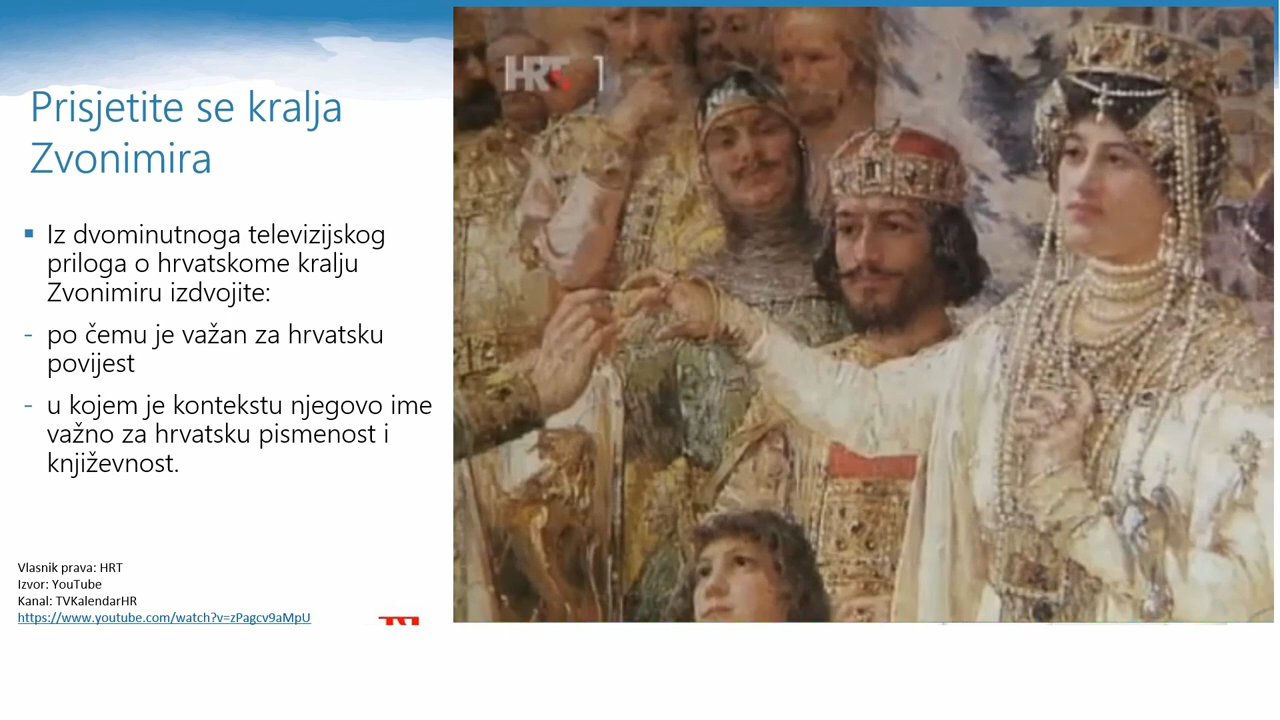 Prisjetite se kralja
Zvonimira
▪ Iz dvominutnoga televizijskog
priloga o hrvatskome kralju
Zvonimiru izdvojite:
- po čemu je važan za hrvatsku
povijest
- u kojem je kontekstu njegovo ime
važno za hrvatsku pismenost i
književnost.
Vlasnik prava: HRT
Izvor: YouTube
Kanal: TVKalendarHR
https://www.youtube.com/watch?v=zPagcv9aMpU
HRT 1